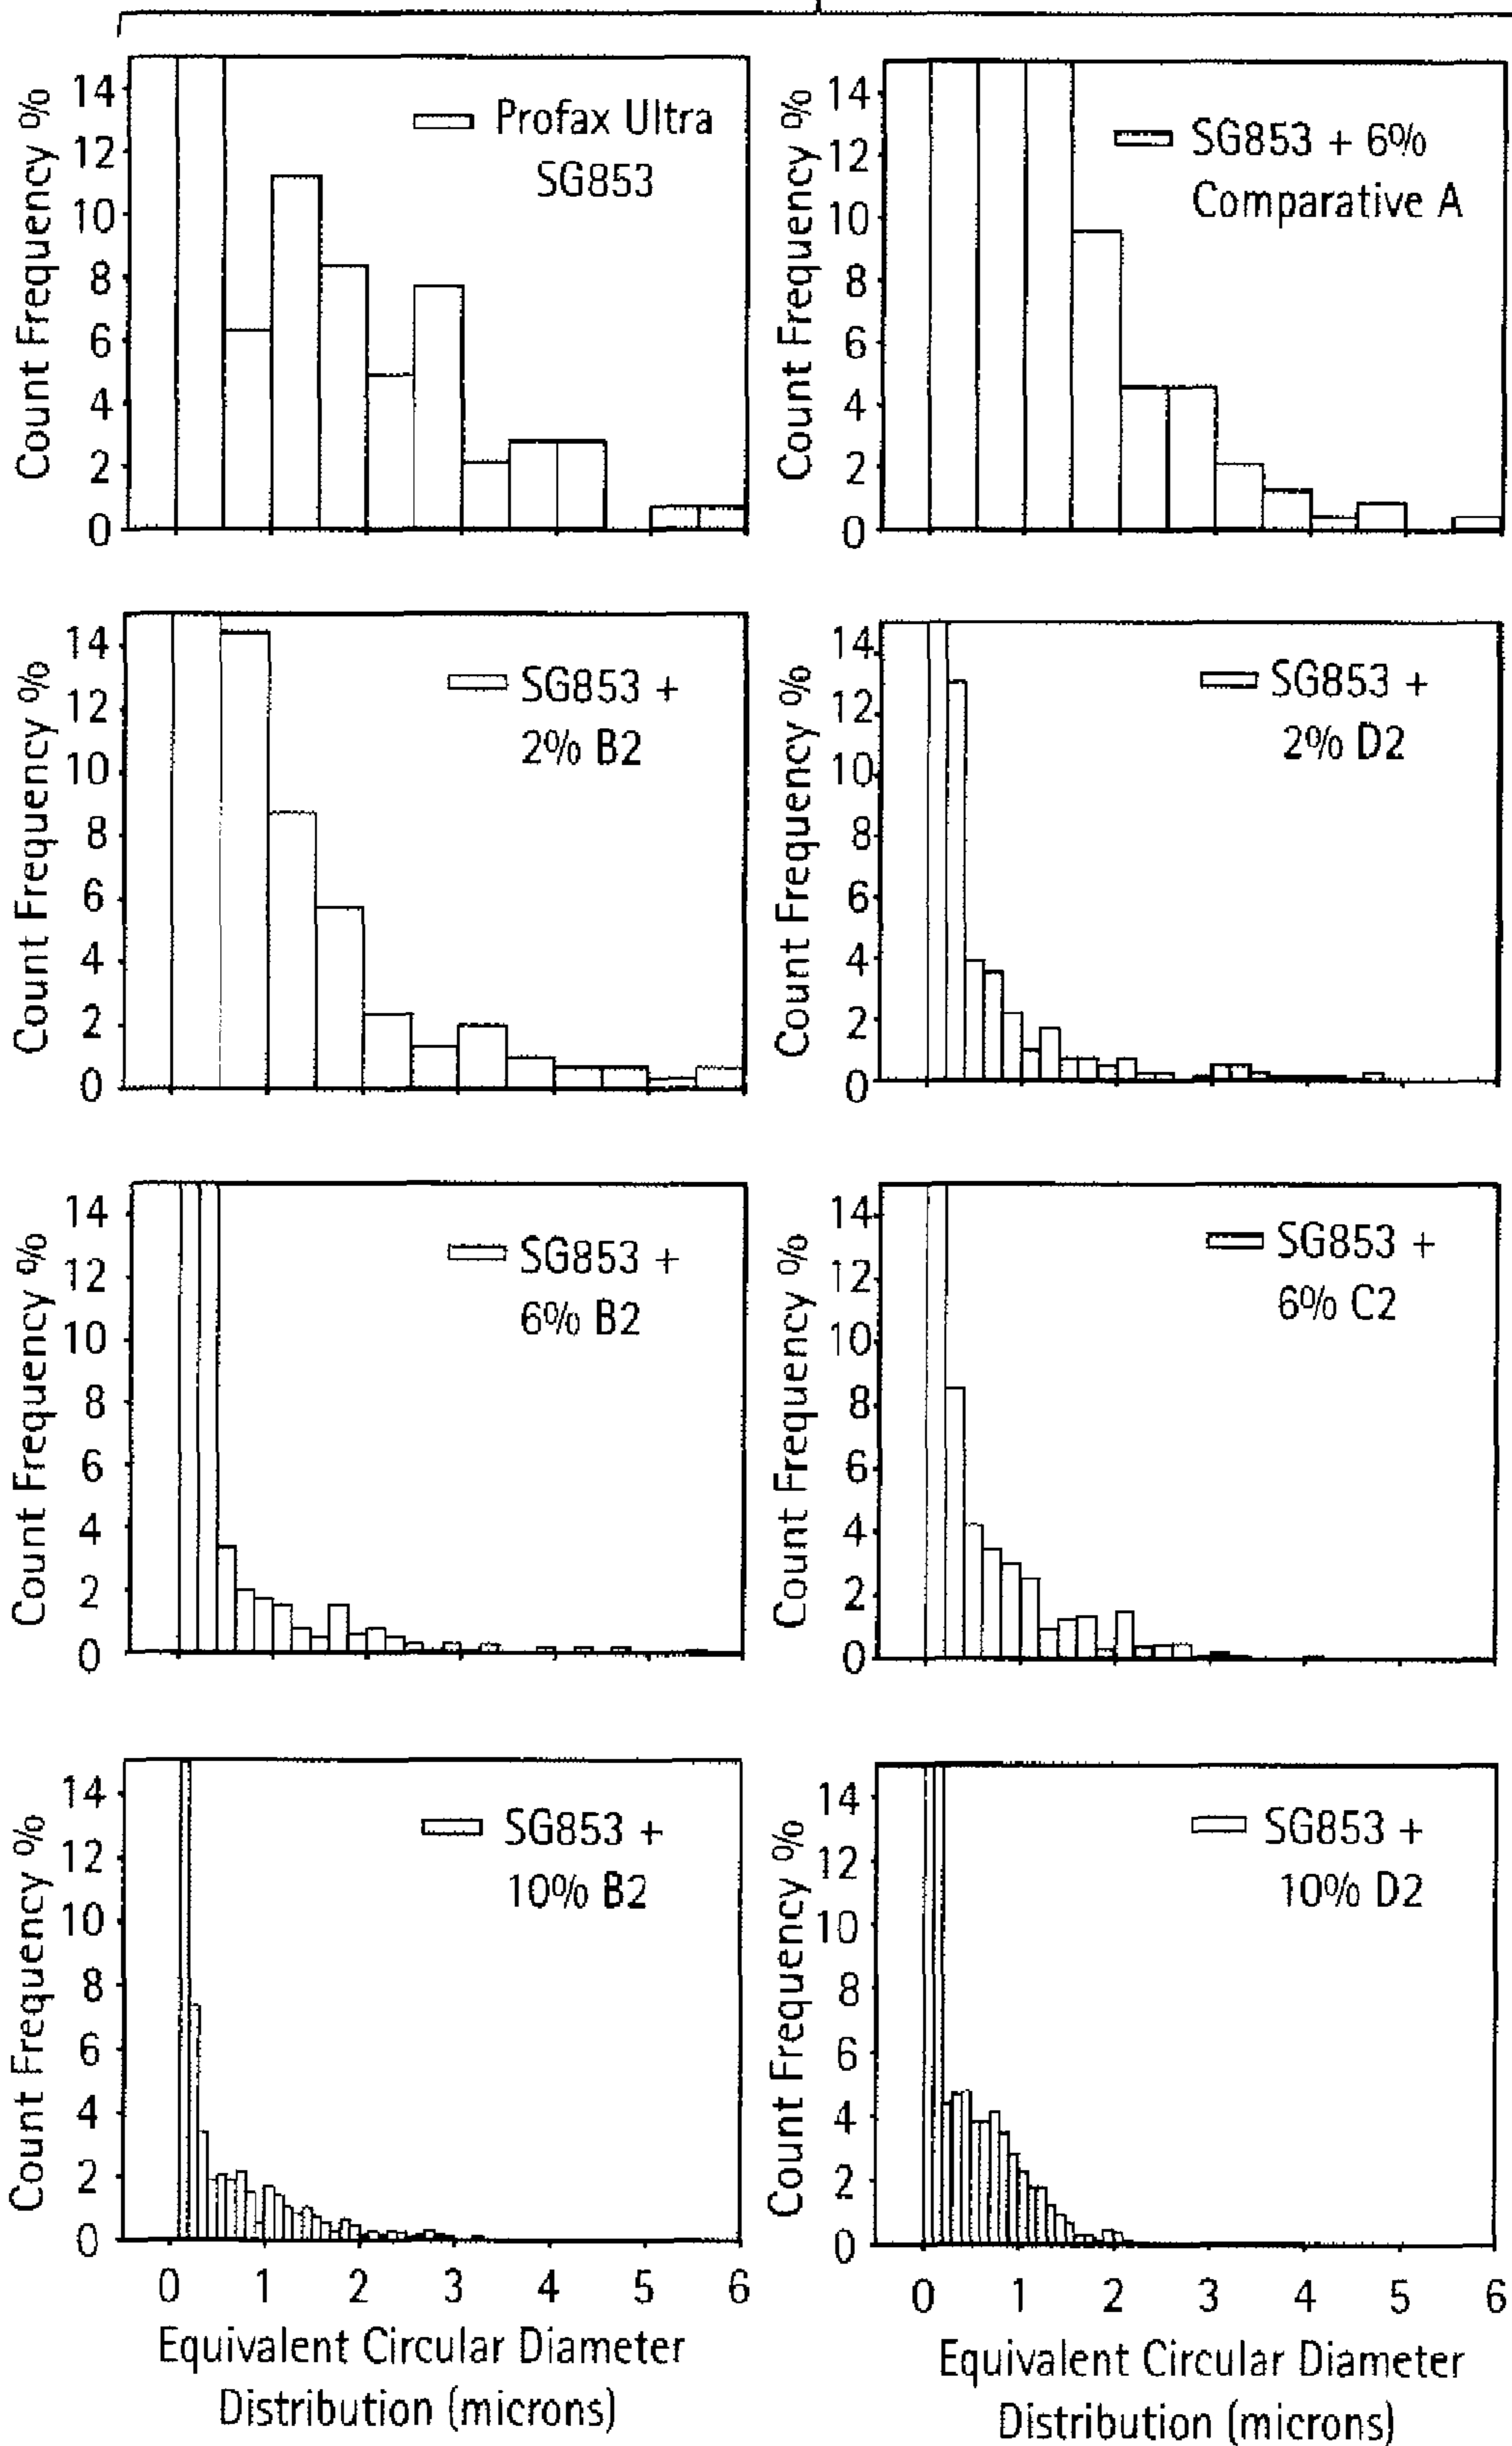 Count Frequency %
14
12
10
8
6
4
2
0
Profax Ultra
SG853
Count Frequency %
14
12
10
8
6
4
2
0
SG853 + 6%
Comparative A
Count Frequency %
14
12
10
8
6
4
2
0
SG853 +
2% B2
Count Frequency %
14
12
10
8
6
4
2
0
SG853 +
2% D2
Count Frequency %
14
12
10
8
6
4
2
0
SG853 +
6% B2
Count Frequency %
14
12
10
8
6
4
2
0
SG853 +
6% C2
Count Frequency %
14
12
10
8
6
4
2
0
SG853 +
10% B2
0 1 2 3 4 5 6
Equivalent Circular Diameter
Distribution (microns)
Count Frequency %
14
12
10
8
6
4
2
0
SG853 +
10% D2
0 1 2 3 4 5 6
Equivalent Circular Diameter
Distribution (microns)